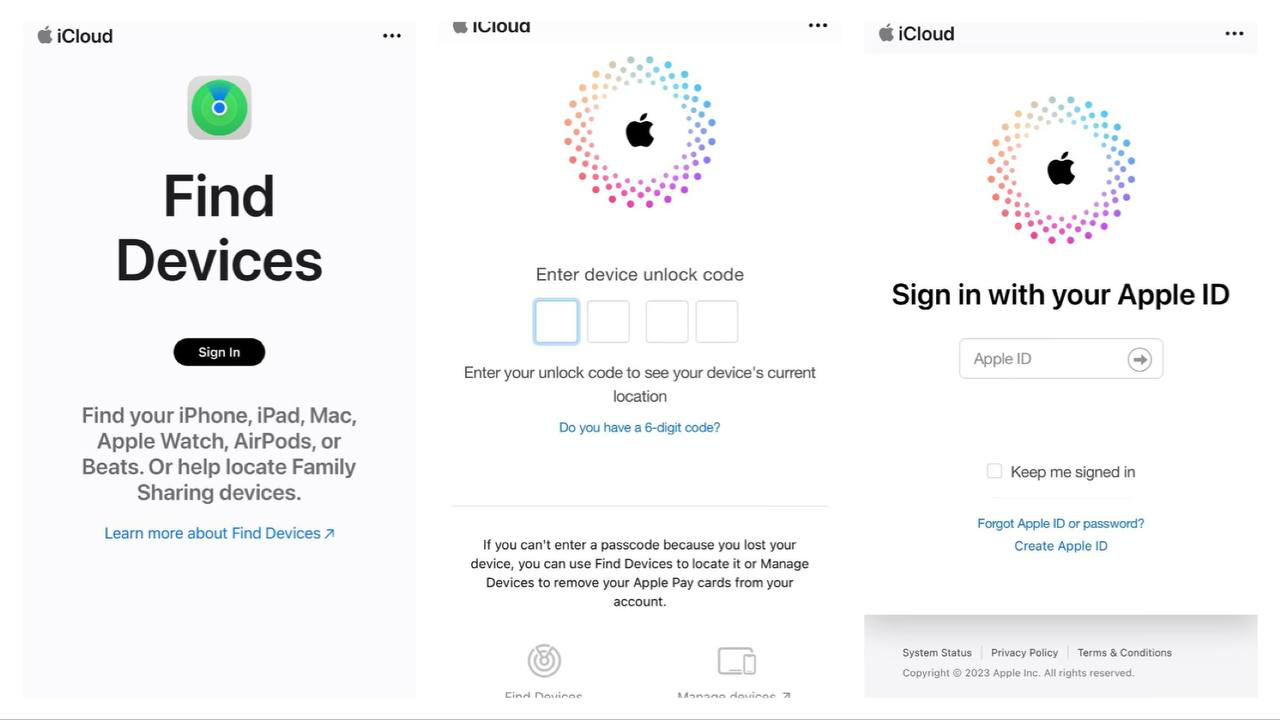 iCloud
Find
Devices
Sign In
Find your iPhone, iPad, Mac,
Apple Watch, AirPods, or
Beats. Or help locate Family
Sharing devices.
Learn more about Find Devices ↗
iCloud
Enter device unlock code
Enter your unlock code to see your device's current
location
Do you have a 6-digit code?
If you can't enter a passcode because you lost your
device, you can use Find Devices to locate it or Manage
Devices to remove your Apple Pay cards from your
account.
Find Devices
Manage devices ↗
iCloud
Sign in with your Apple ID
Apple ID
Keep me signed in
Forgot Apple ID or password?
Create Apple ID
System Status | Privacy Policy | Terms & Conditions
Copyright © 2023 Apple Inc. All rights reserved.